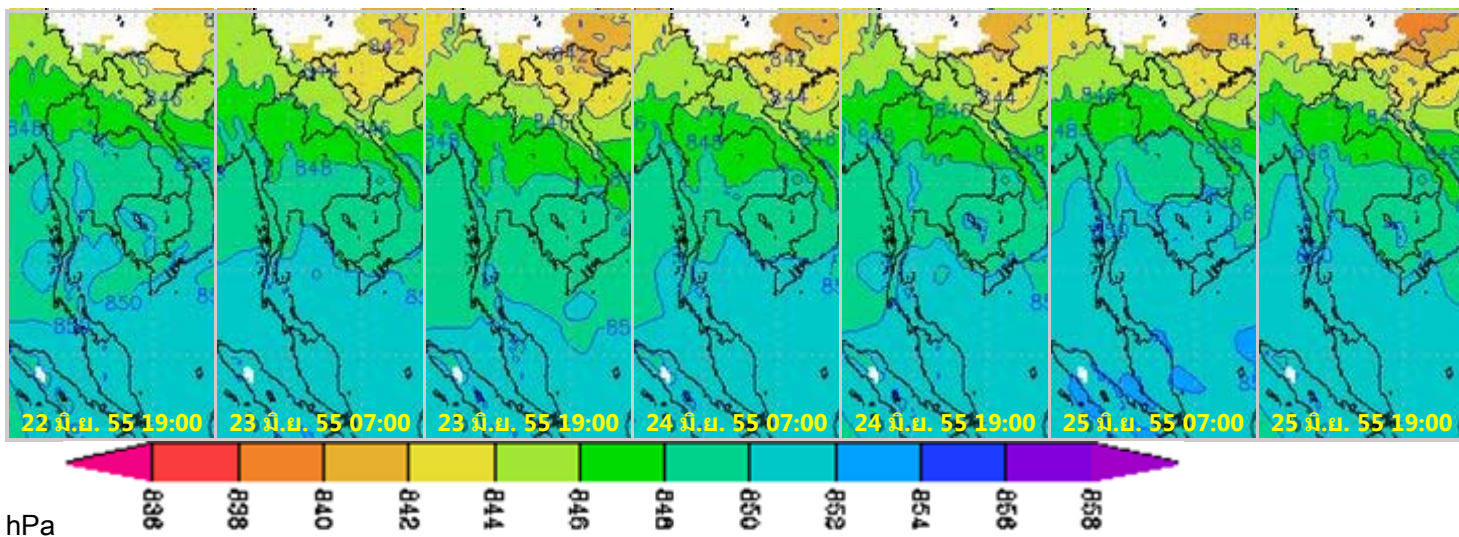 22 มิ.ย. 55 19:00
23 มิ.ย. 55 07:00
23 มิ.ย. 55 19:00
24 มิ.ย. 55 07:00
24 มิ.ย. 55 19:00
25 มิ.ย. 55 07:00
25 มิ.ย. 55 19:00
836 838 840 842 844 846 848 850 852 854 856 858
hPa